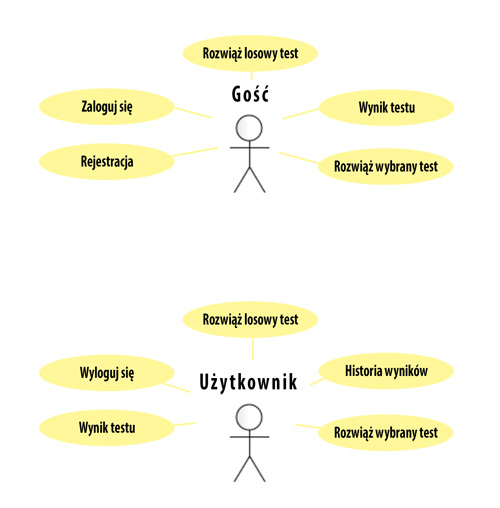 Rozwiąż losowy test
Gość
Zaloguj się
Wynik testu
Rejestracja
Rozwiąż wybrany test
Rozwiąż losowy test
Wyloguj się
Historia wyników
Użytkownik
Wynik testu
Rozwiąż wybrany test